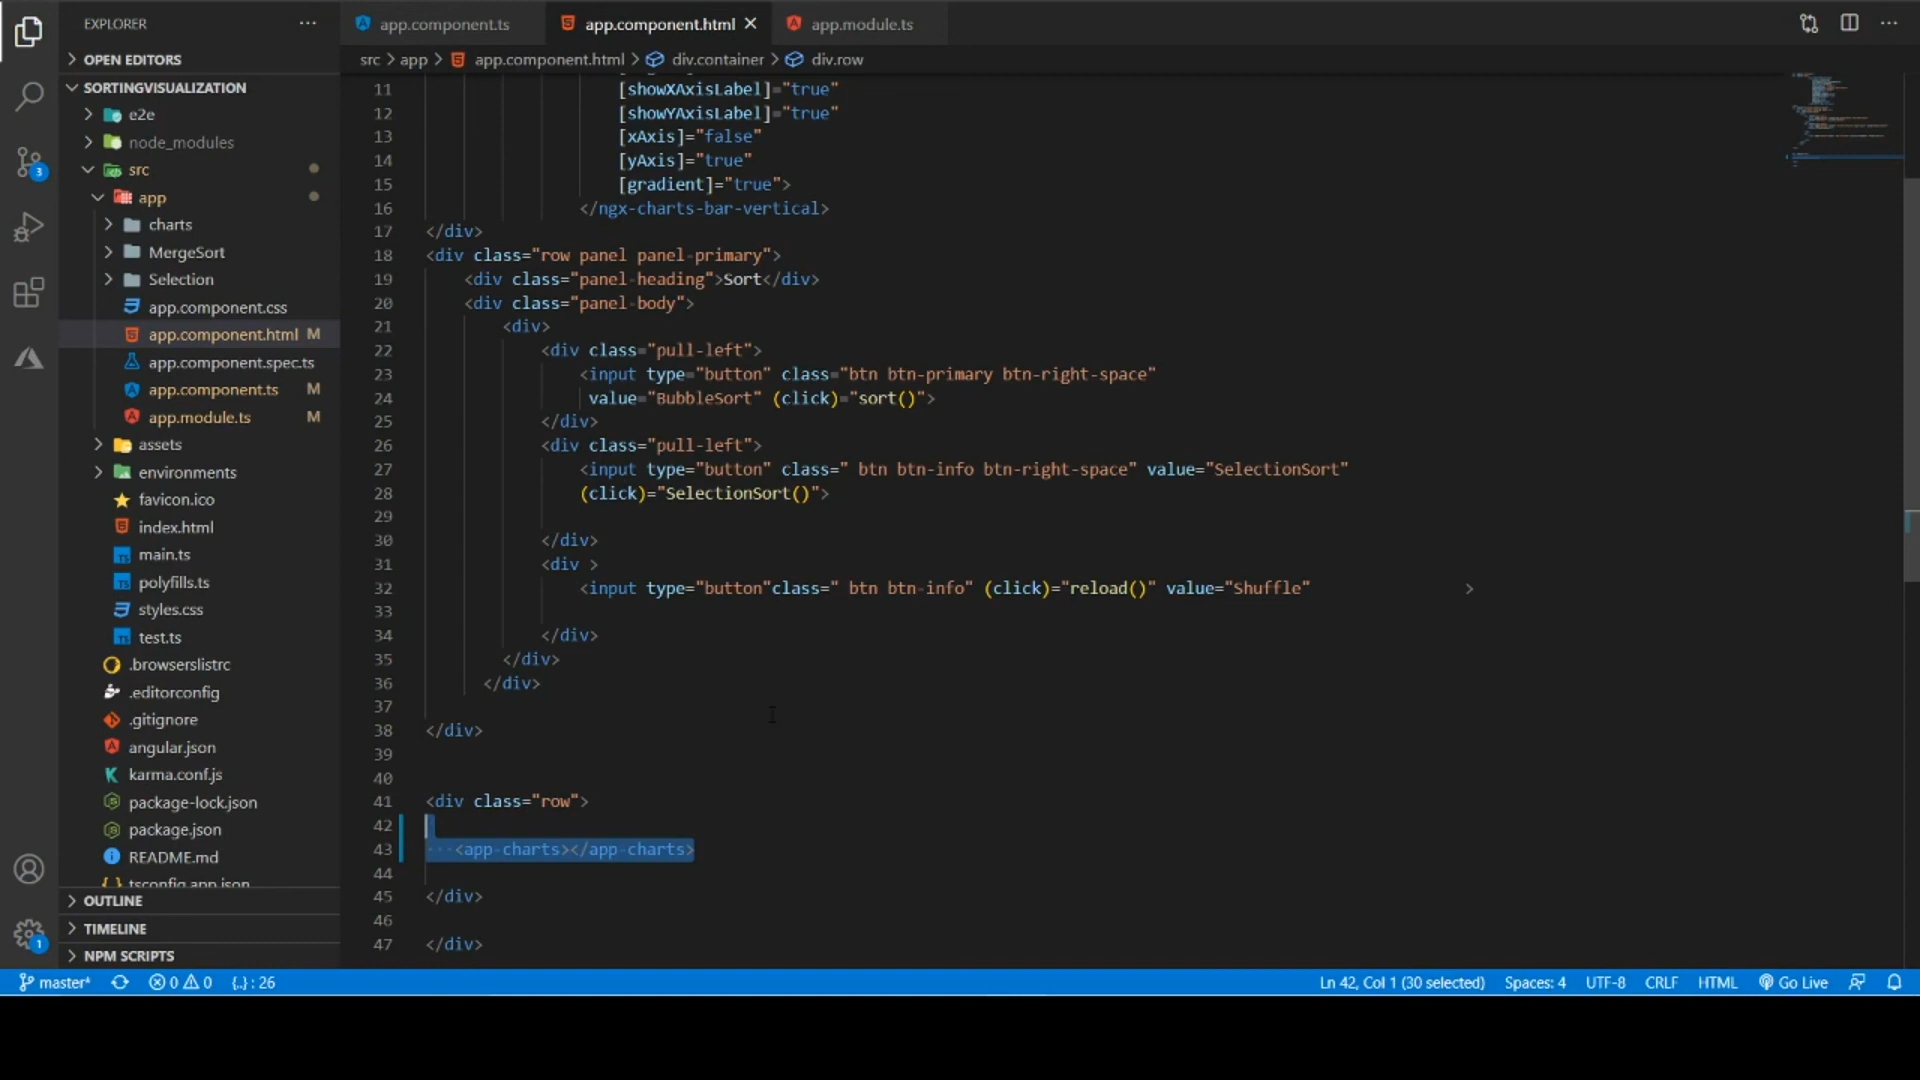 EXPLORER
OPEN EDITORS
SORTINGVISUALIZATION
e2e
node_modules
src
app
charts
MergeSort
Selection
app.component.css
app.component.html M
app.component.spec.ts
app.component.ts M
app.module.ts M
assets
environments
favicon.ico
index.html
main.ts
polyfills.ts
styles.css
test.ts
.browserslistrc
.editorconfig
.gitignore
angular.json
karma.conf.js
package-lock.json
package.json
README.md
tsconfig.app.json
OUTLINE
TIMELINE
NPM SCRIPTS
3
1
app.component.ts app.component.html app.module.ts
src > app > app.component.html > div.container > div.row
11 [showXAxisLabel]="true"
12 [showYAxisLabel]="true"
13 [xAxis]="false"
14 [yAxis]="true"
15 [gradient]="true">
16 </ngx-charts-bar-vertical>
17 </div>
18 <div class="row panel panel-primary">
19 <div class="panel-heading">Sort</div>
20 <div class="panel-body">
21 <div>
22 <div class="pull-left">
23 <input type="button" class="btn btn-primary btn-right-space"
24 value="BubbleSort" (click)="sort()">
25 </div>
26 <div class="pull-left">
27 <input type="button" class=" btn btn-info btn-right-space" value="SelectionSort"
28 (click)="SelectionSort()">
29
30 </div>
31 <div >
32 <input type="button"class=" btn btn-info" (click)="reload()" value="Shuffle" >
33
34 </div>
35 </div>
36 </div>
37
38 </div>
39
40
41 <div class="row">
42
43 <app-charts></app-charts>
44
45 </div>
46
47 </div>
master* 0 0 {..} : 26 Ln 42, Col 1 (30 selected) Spaces: 4 UTF-8 CRLF HTML Go Live